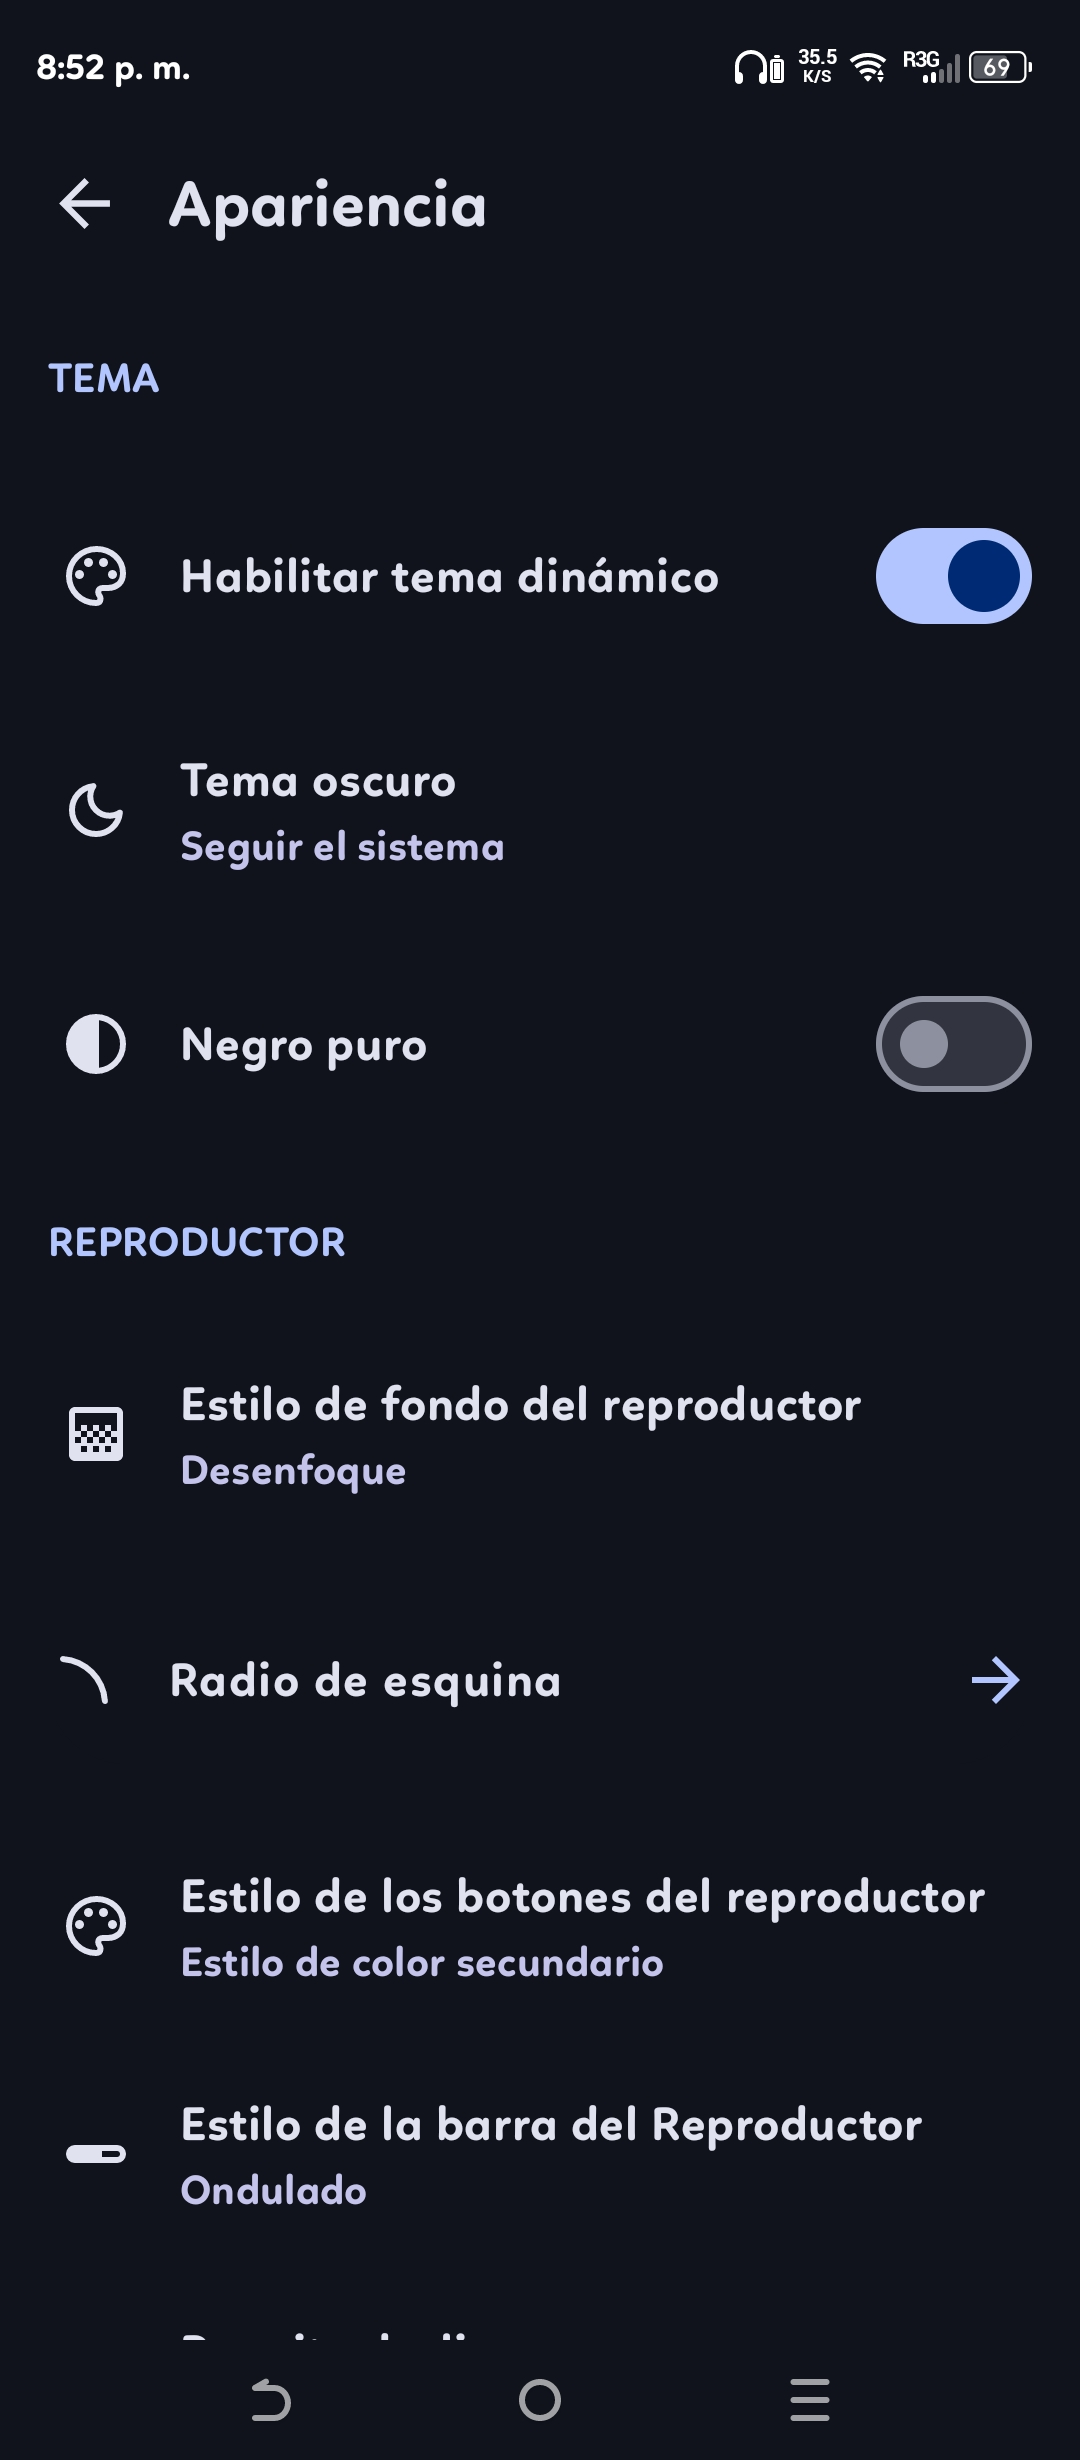 8:52 p. m.
35.5
K/S
R3G
69
Apariencia
TEMA
Habilitar tema dinámico
Tema oscuro
Seguir el sistema
Negro puro
REPRODUCTOR
Estilo de fondo del reproductor
Desenfoque
Radio de esquina
Estilo de los botones del reproductor
Estilo de color secundario
Estilo de la barra del Reproductor
Ondulado